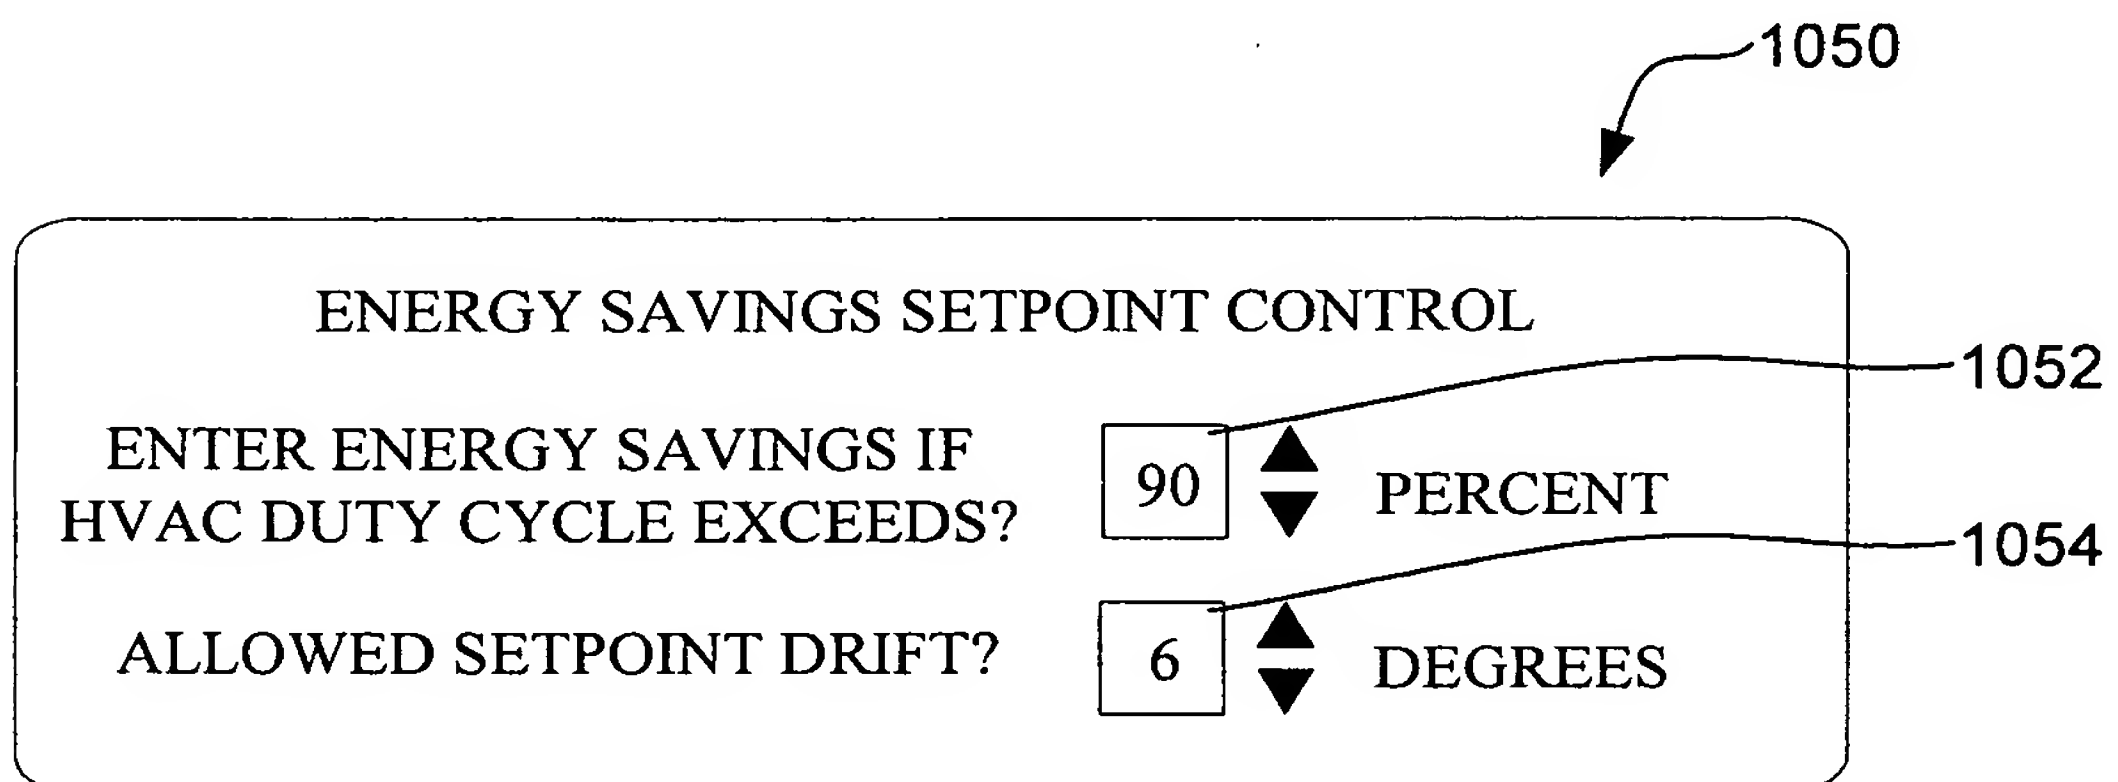 1050
ENERGY SAVINGS SETPOINT CONTROL
1052
ENTER ENERGY SAVINGS IF
HVAC DUTY CYCLE EXCEEDS?
90
PERCENT
1054
ALLOWED SETPOINT DRIFT?
6
DEGREES